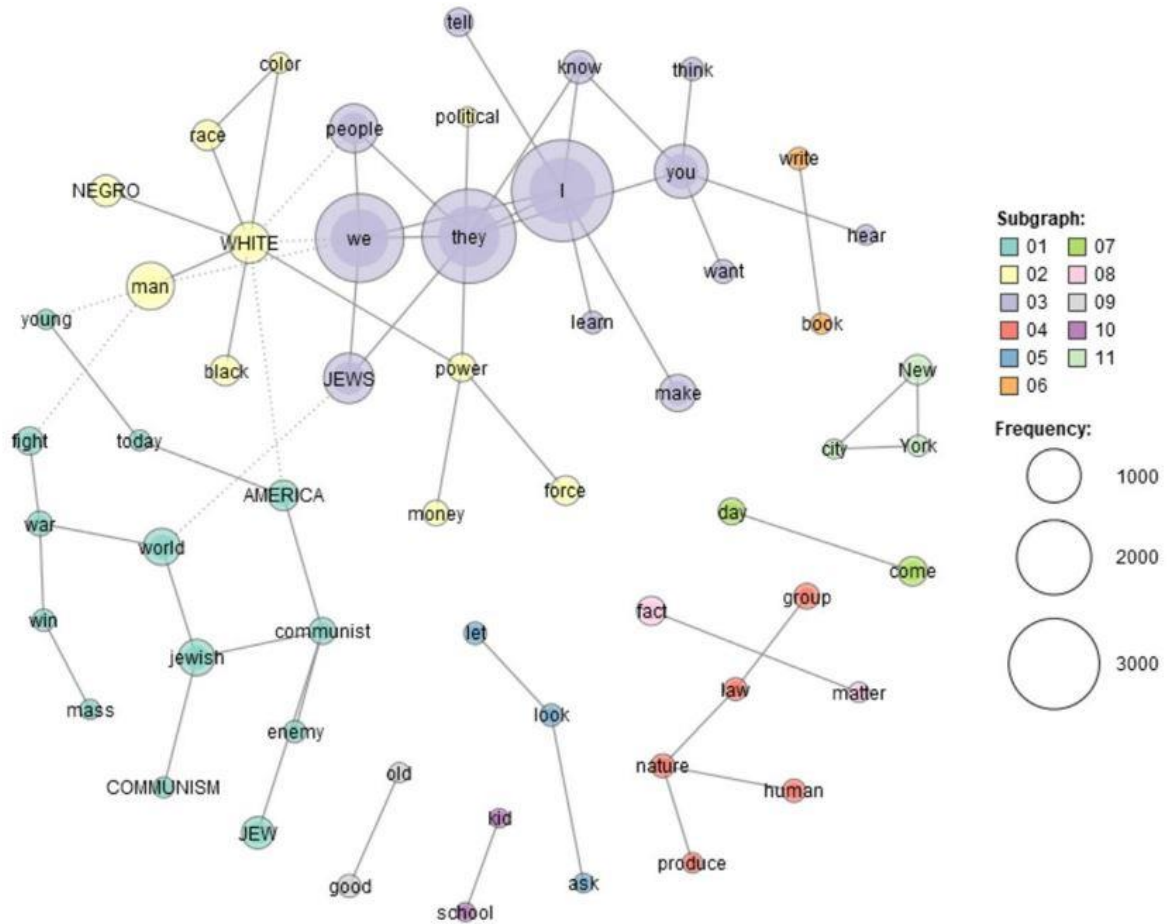 tell
color
know
think
political
people
race
write
NEGRO
I
you
WHITE
we
they
hear
man
want
young
learn
book
black
JEWS
power
New
make
fight
today
city
York
AMERICA
force
money
day
war
world
come
group
fact
win
communist
let
jewish
law
matter
mass
look
enemy
nature
old
COMMUNISM
human
kid
JEW
produce
good
ask
school
Subgraph:
01 07
02 08
03 09
04 10
05 11
06
Frequency:
1000
2000
3000